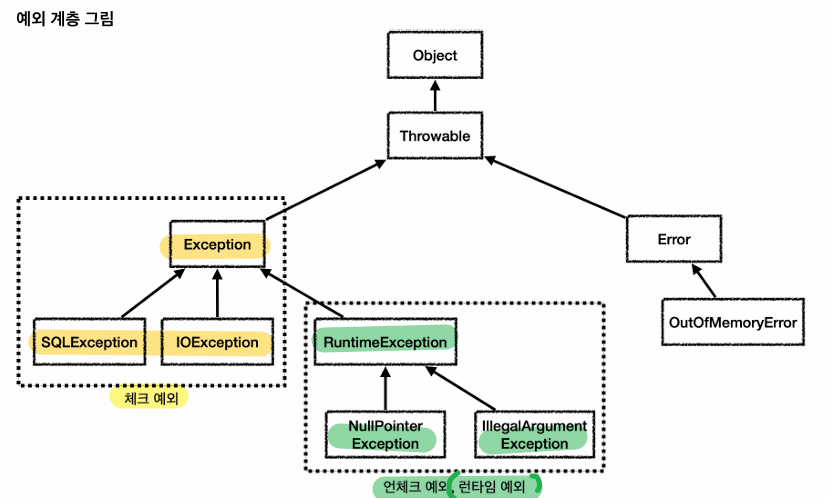 예외 계층 그림
Object
Throwable
Exception
Error
SQLException
IOException
RuntimeException
OutOfMemoryError
체크 예외
NullPointer
Exception
IllegalArgument
Exception
언체크 예외, 런타임 예외